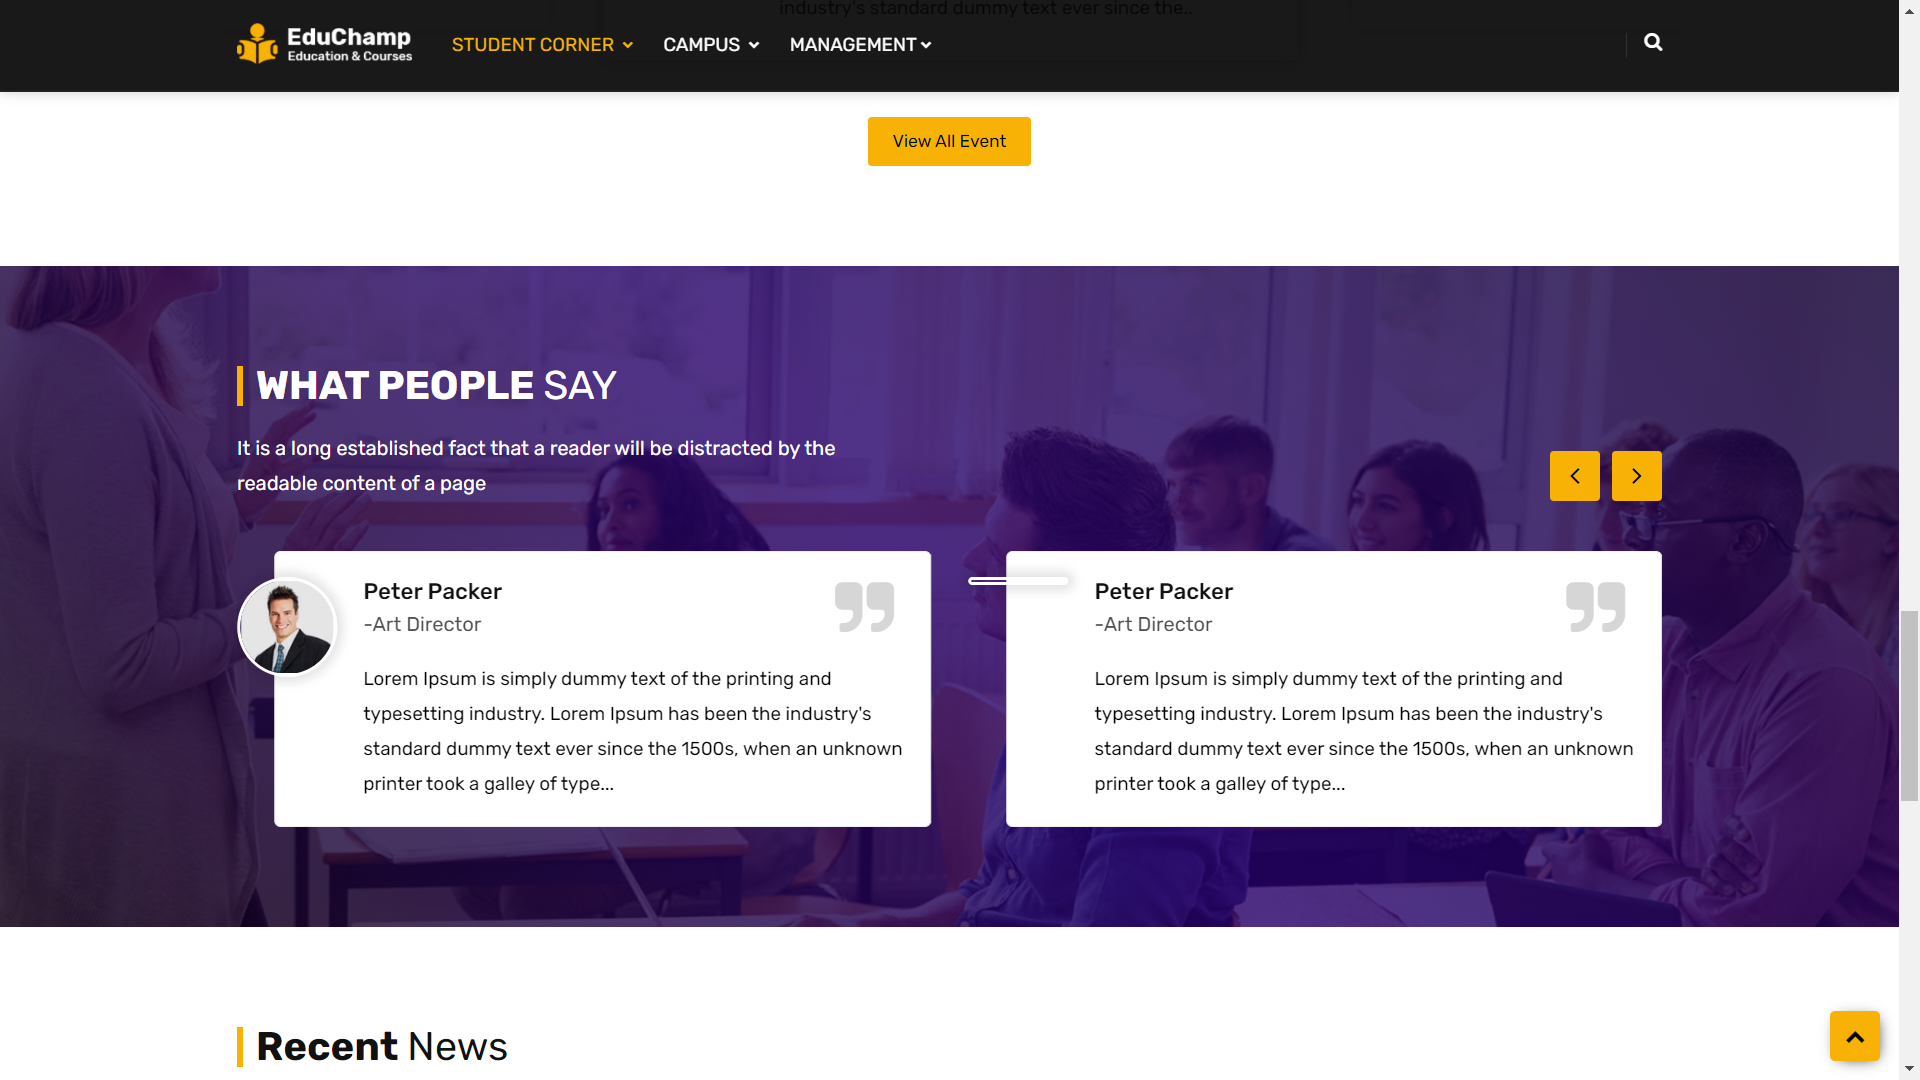 industry's standard dummy text ever since the..
EduChamp
Education & Courses
STUDENT CORNER
CAMPUS
MANAGEMENT
View All Event
WHAT PEOPLE SAY
It is a long established fact that a reader will be distracted by the
readable content of a page
Peter Packer
-Art Director
Lorem Ipsum is simply dummy text of the printing and
typesetting industry. Lorem Ipsum has been the industry's
standard dummy text ever since the 1500s, when an unknown
printer took a galley of type...
Peter Packer
-Art Director
Lorem Ipsum is simply dummy text of the printing and
typesetting industry. Lorem Ipsum has been the industry's
standard dummy text ever since the 1500s, when an unknown
printer took a galley of type...
Recent News